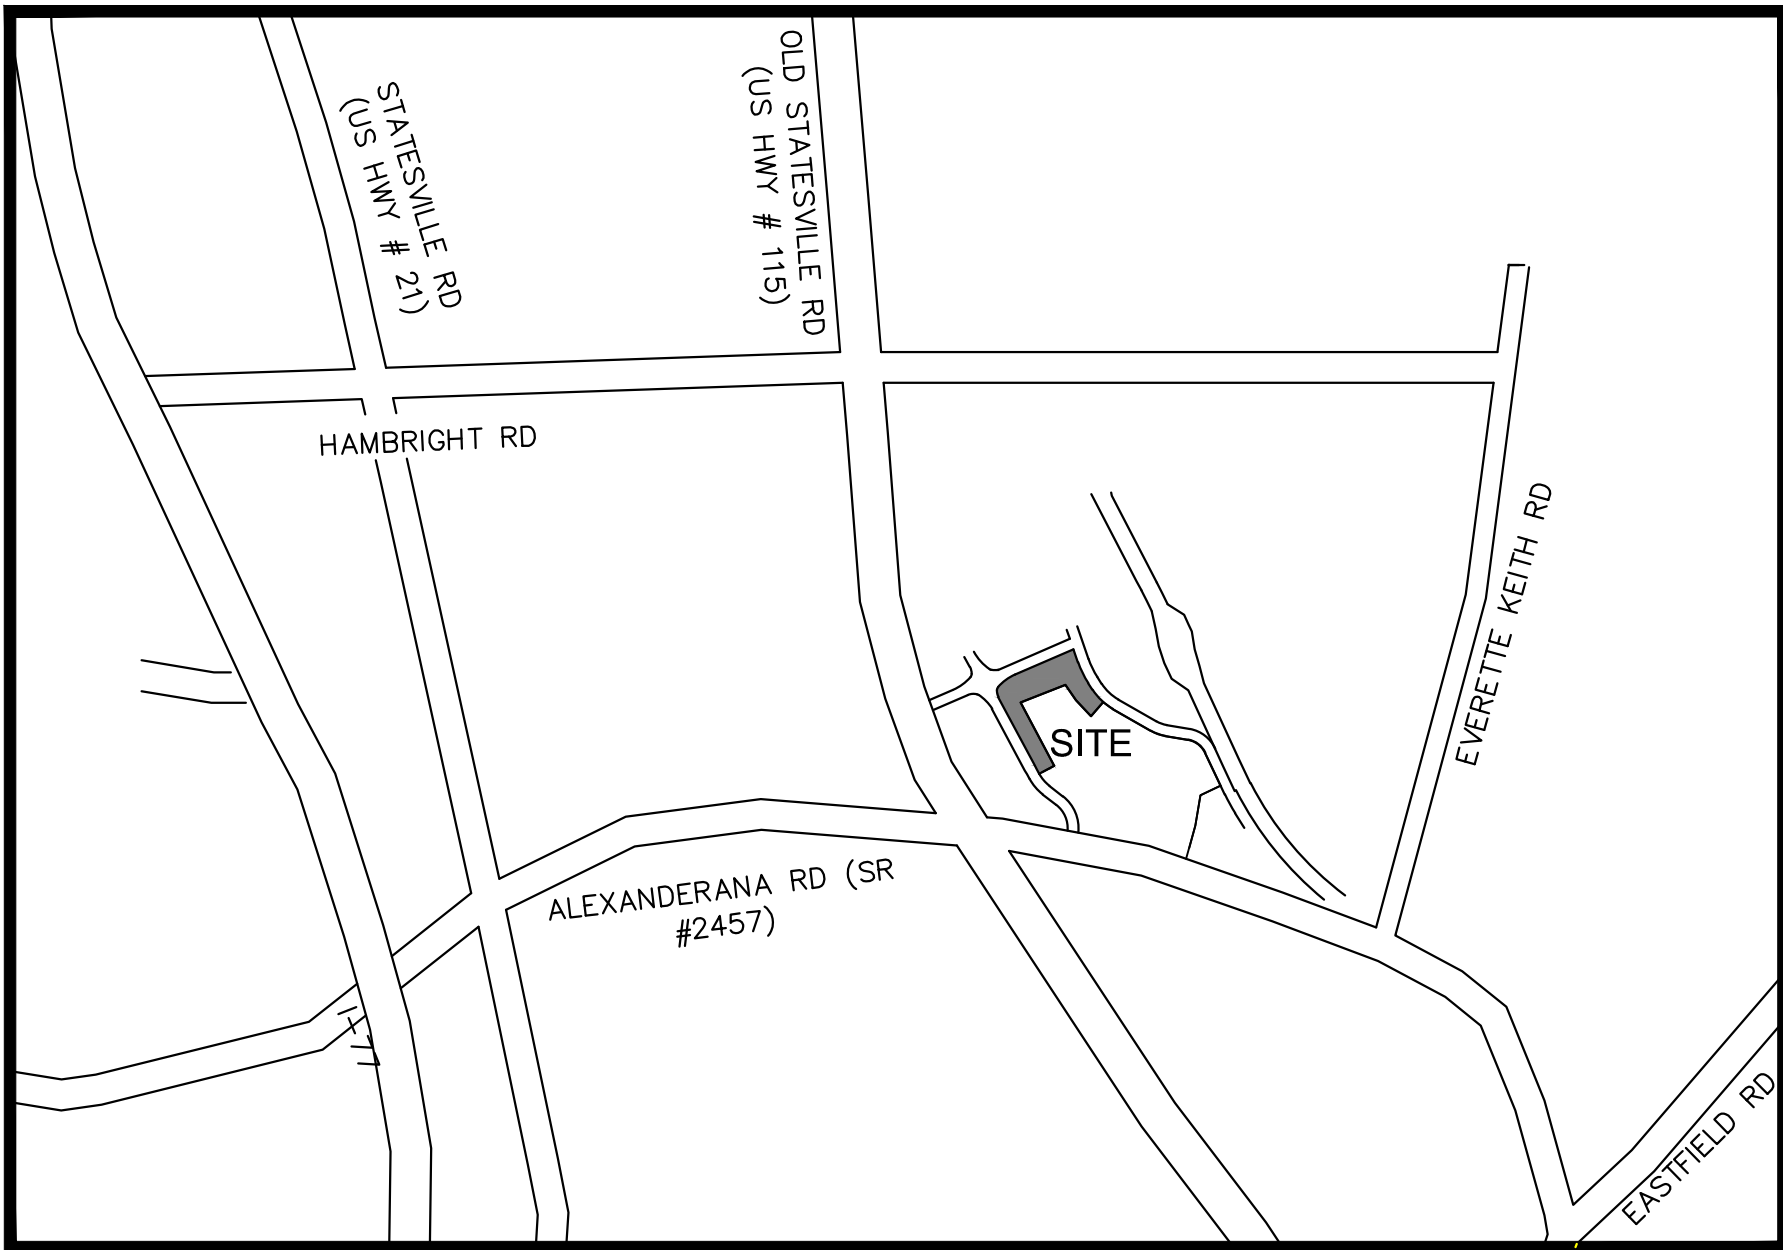 STATESVILLE RD
(US HWY # 21)
OLD STATESVILLE RD
(US HWY # 115)
HAMBRIGHT RD
EVERETTE KEITH RD
SITE
ALEXANDERANA RD (SR
#2457)
I-77
EASTFIELD RD